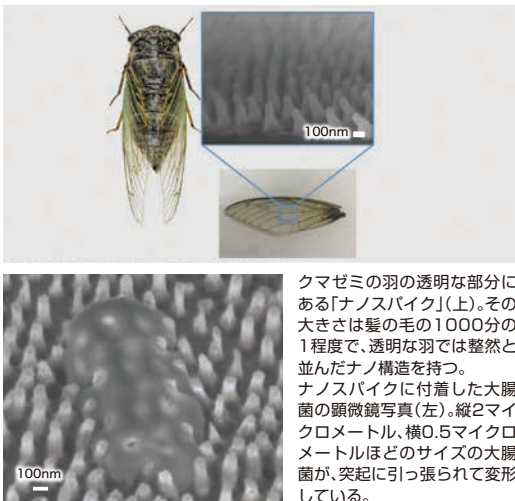 100nm
クマゼミの羽の透明な部分に
ある「ナノスパイク」(上)。その
大きさは髪の毛の1000分の
1程度で、透明な羽では整然と
並んだナノ構造を持つ。
ナノスパイクに付着した大腸
菌の顕微鏡写真(左)。縦2マイ
クロメートル、横0.5マイクロ
メートルほどのサイズの大腸
菌が、突起に引っ張られて変形
している。
100nm